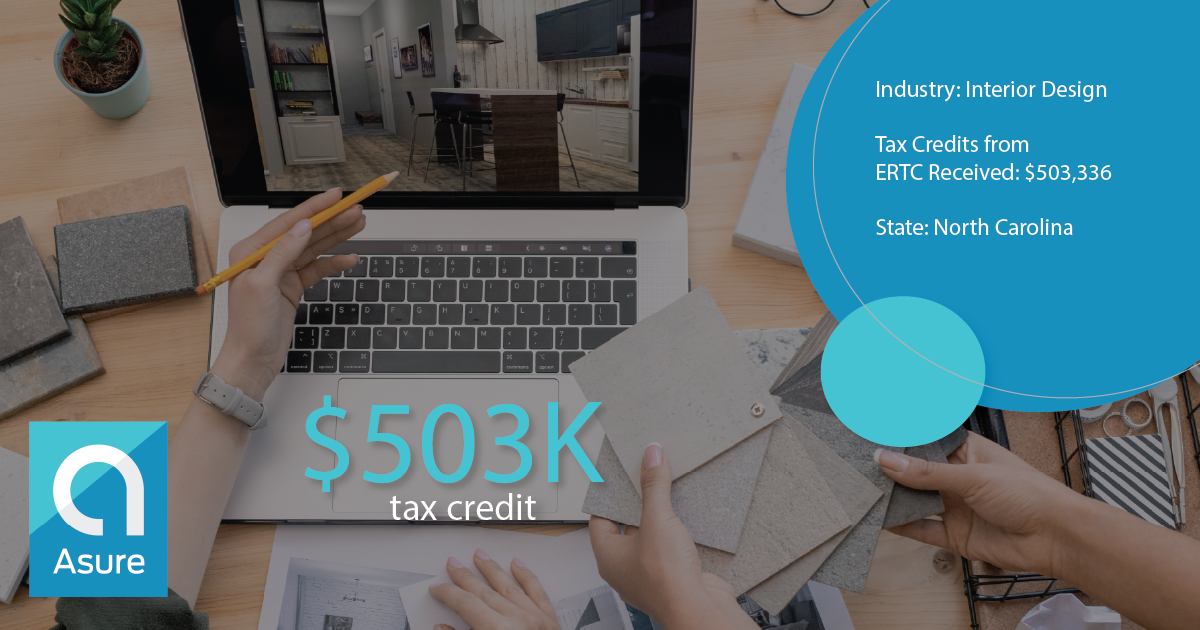 Industry: Interior Design
Tax Credits from
ERTC Received: $503,336
State: North Carolina
$503K
tax credit
Asure